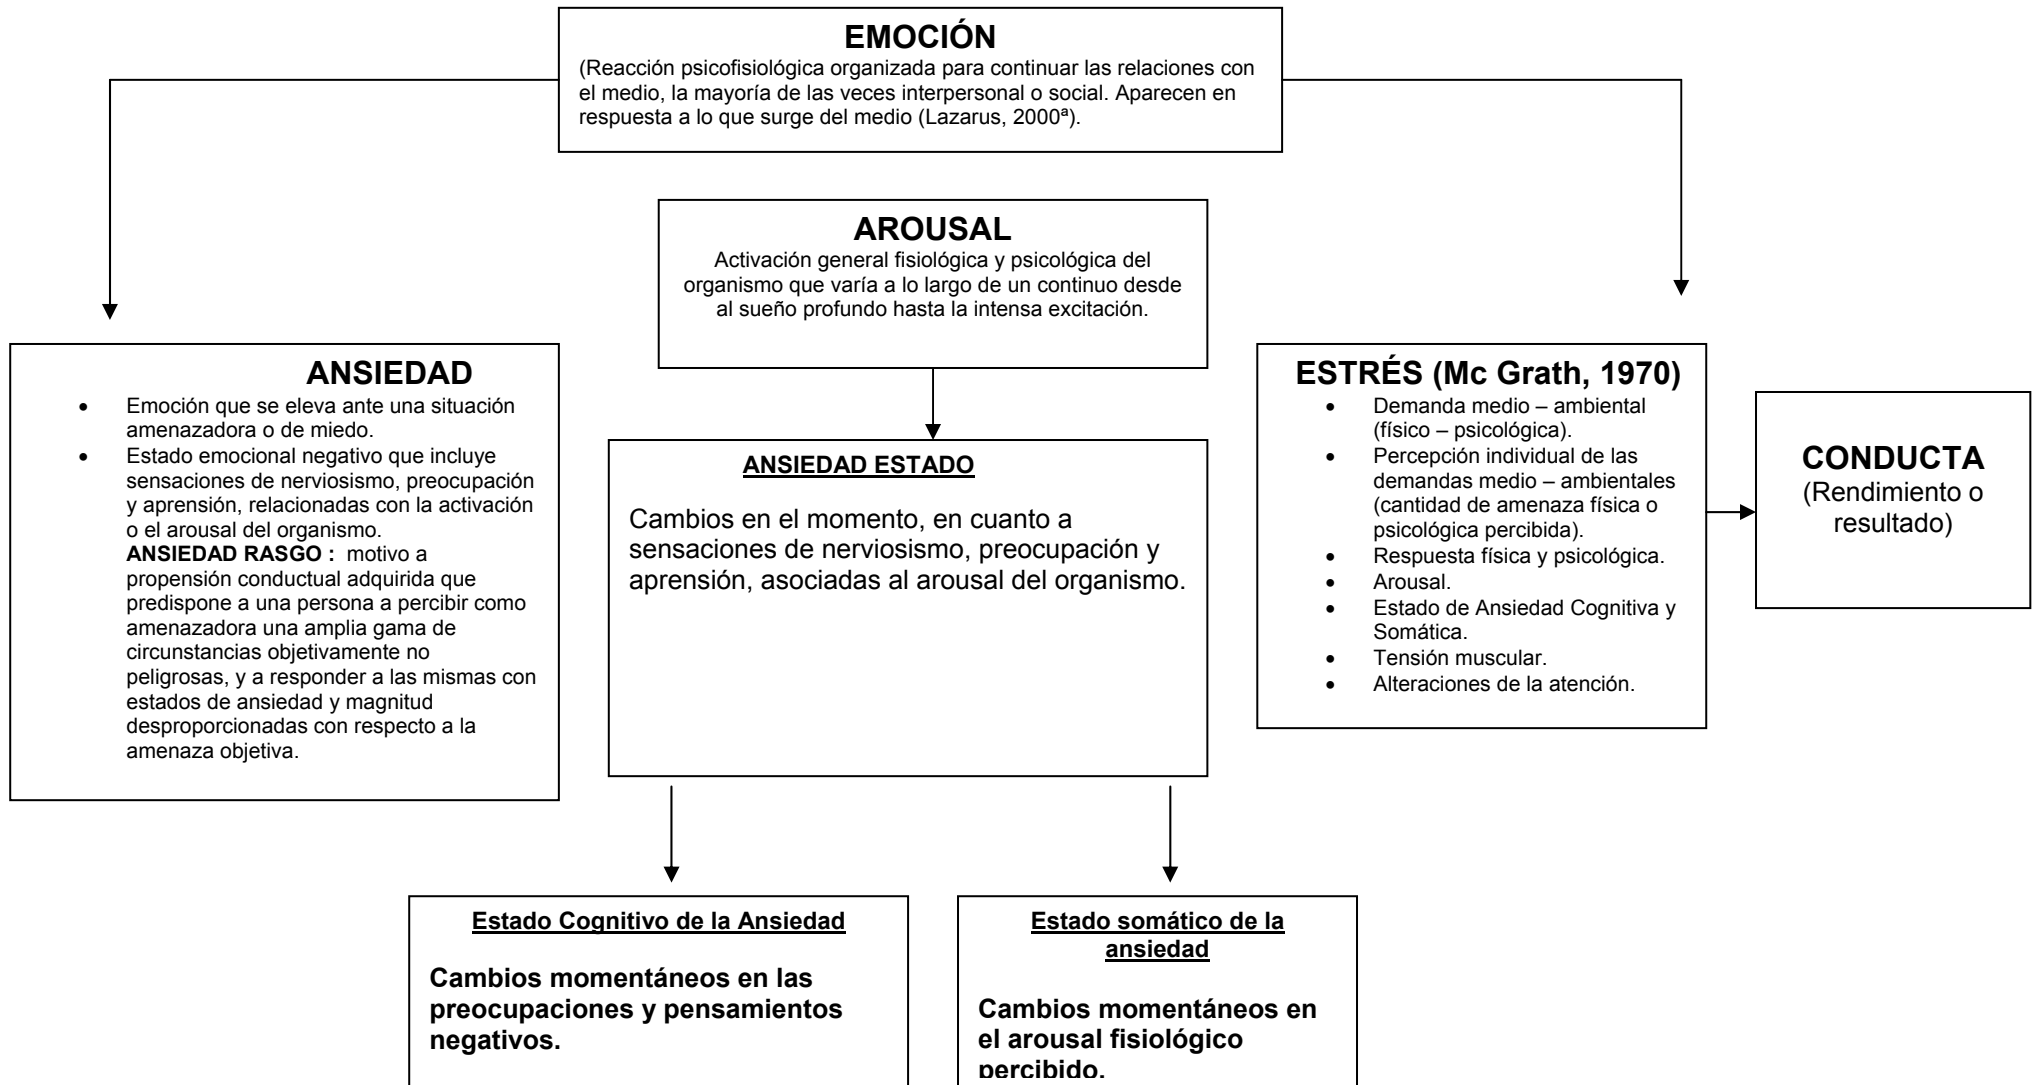 EMOCIÓN
(Reacción psicofisiológica organizada para continuar las relaciones con
el medio, la mayoría de las veces interpersonal o social. Aparecen en
respuesta a lo que surge del medio (Lazarus, 2000ª).
AROUSAL
Activación general fisiológica y psicológica del
organismo que varía a lo largo de un continuo desde
al sueño profundo hasta la intensa excitación.
ANSIEDAD
• Emoción que se eleva ante una situación
amenazadora o de miedo.
• Estado emocional negativo que incluye
sensaciones de nerviosismo, preocupación
y aprensión, relacionadas con la activación
o el arousal del organismo.
ANSIEDAD RASGO : motivo a
propensión conductual adquirida que
predispone a una persona a percibir como
amenazadora una amplia gama de
circunstancias objetivamente no
peligrosas, y a responder a las mismas con
estados de ansiedad y magnitud
desproporcionadas con respecto a la
amenaza objetiva.
ANSIEDAD ESTADO
Cambios en el momento, en cuanto a
sensaciones de nerviosismo, preocupación y
aprensión, asociadas al arousal del organismo.
ESTRÉS (Mc Grath, 1970)
• Demanda medio – ambiental
(físico – psicológica).
• Percepción individual de las
demandas medio – ambientales
(cantidad de amenaza física o
psicológica percibida).
• Respuesta física y psicológica.
• Arousal.
• Estado de Ansiedad Cognitiva y
Somática.
• Tensión muscular.
• Alteraciones de la atención.
CONDUCTA
(Rendimiento o
resultado)
Estado Cognitivo de la Ansiedad
Cambios momentáneos en las
preocupaciones y pensamientos
negativos.
Estado somático de la
ansiedad
Cambios momentáneos en
el arousal fisiológico
percibido.